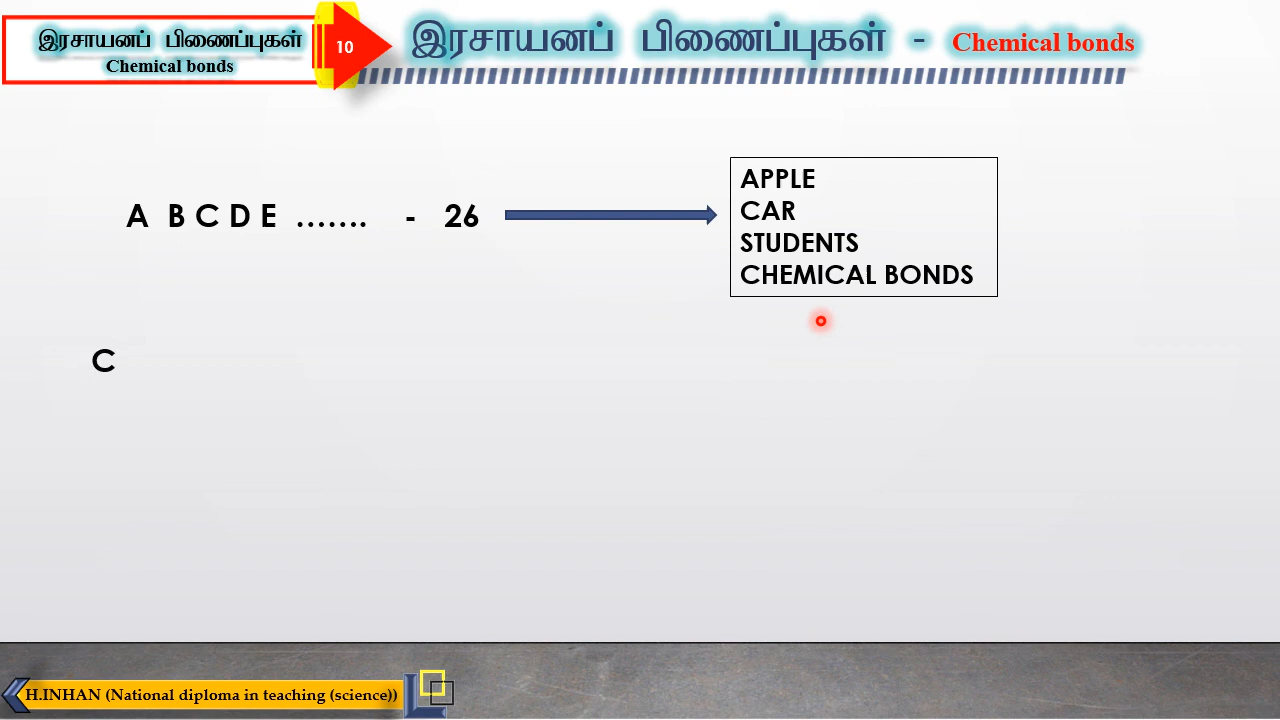 இரசாயனப் பிணைப்புகள்
Chemical bonds
10
இரசாயனப் பிணைப்புகள் - Chemical bonds
A B C D E ……. - 26
APPLE
CAR
STUDENTS
CHEMICAL BONDS
C
H.INHAN (National diploma in teaching (science))